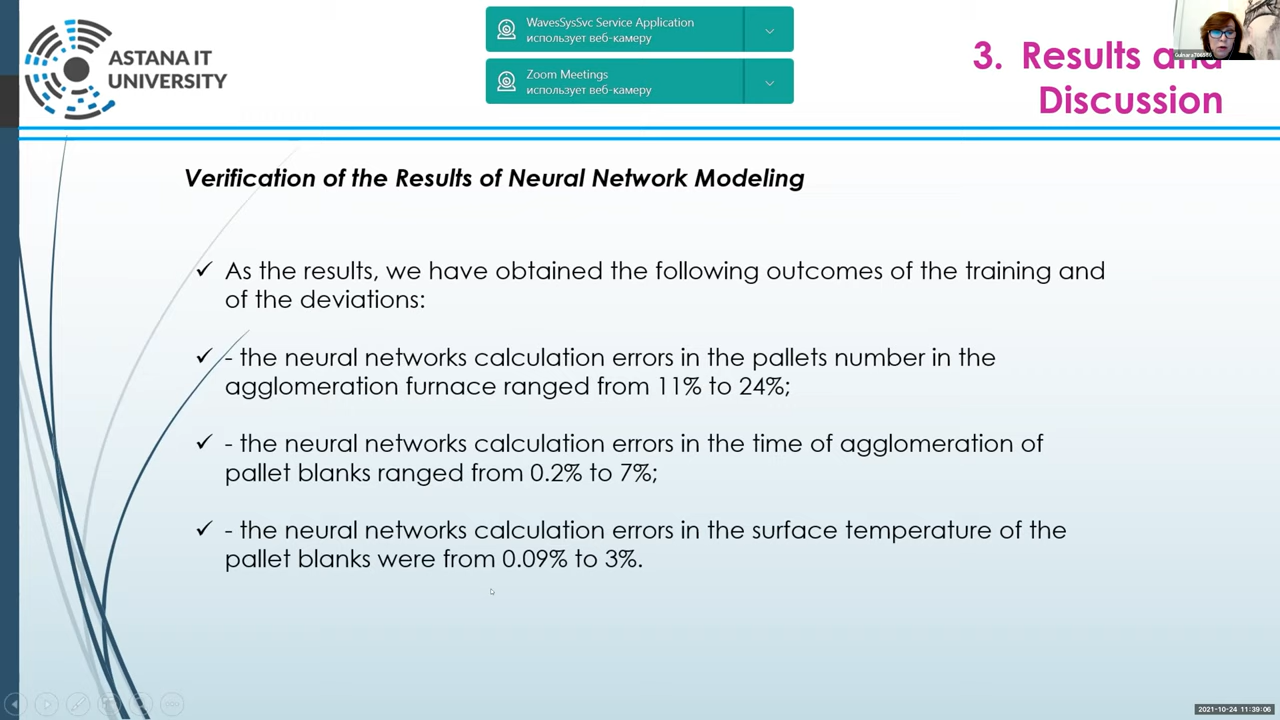 ASTANA IT
UNIVERSITY
WavesSysSvc Service Application
использует веб-камеру
Zoom Meetings
использует веб-камеру
3. Results and
Discussion
Verification of the Results of Neural Network Modeling
✓ As the results, we have obtained the following outcomes of the training and
of the deviations:
✓ - the neural networks calculation errors in the pallets number in the
agglomeration furnace ranged from 11% to 24%;
✓ - the neural networks calculation errors in the time of agglomeration of
pallet blanks ranged from 0.2% to 7%;
✓ - the neural networks calculation errors in the surface temperature of the
pallet blanks were from 0.09% to 3%.
2021-10-24 11:39:06